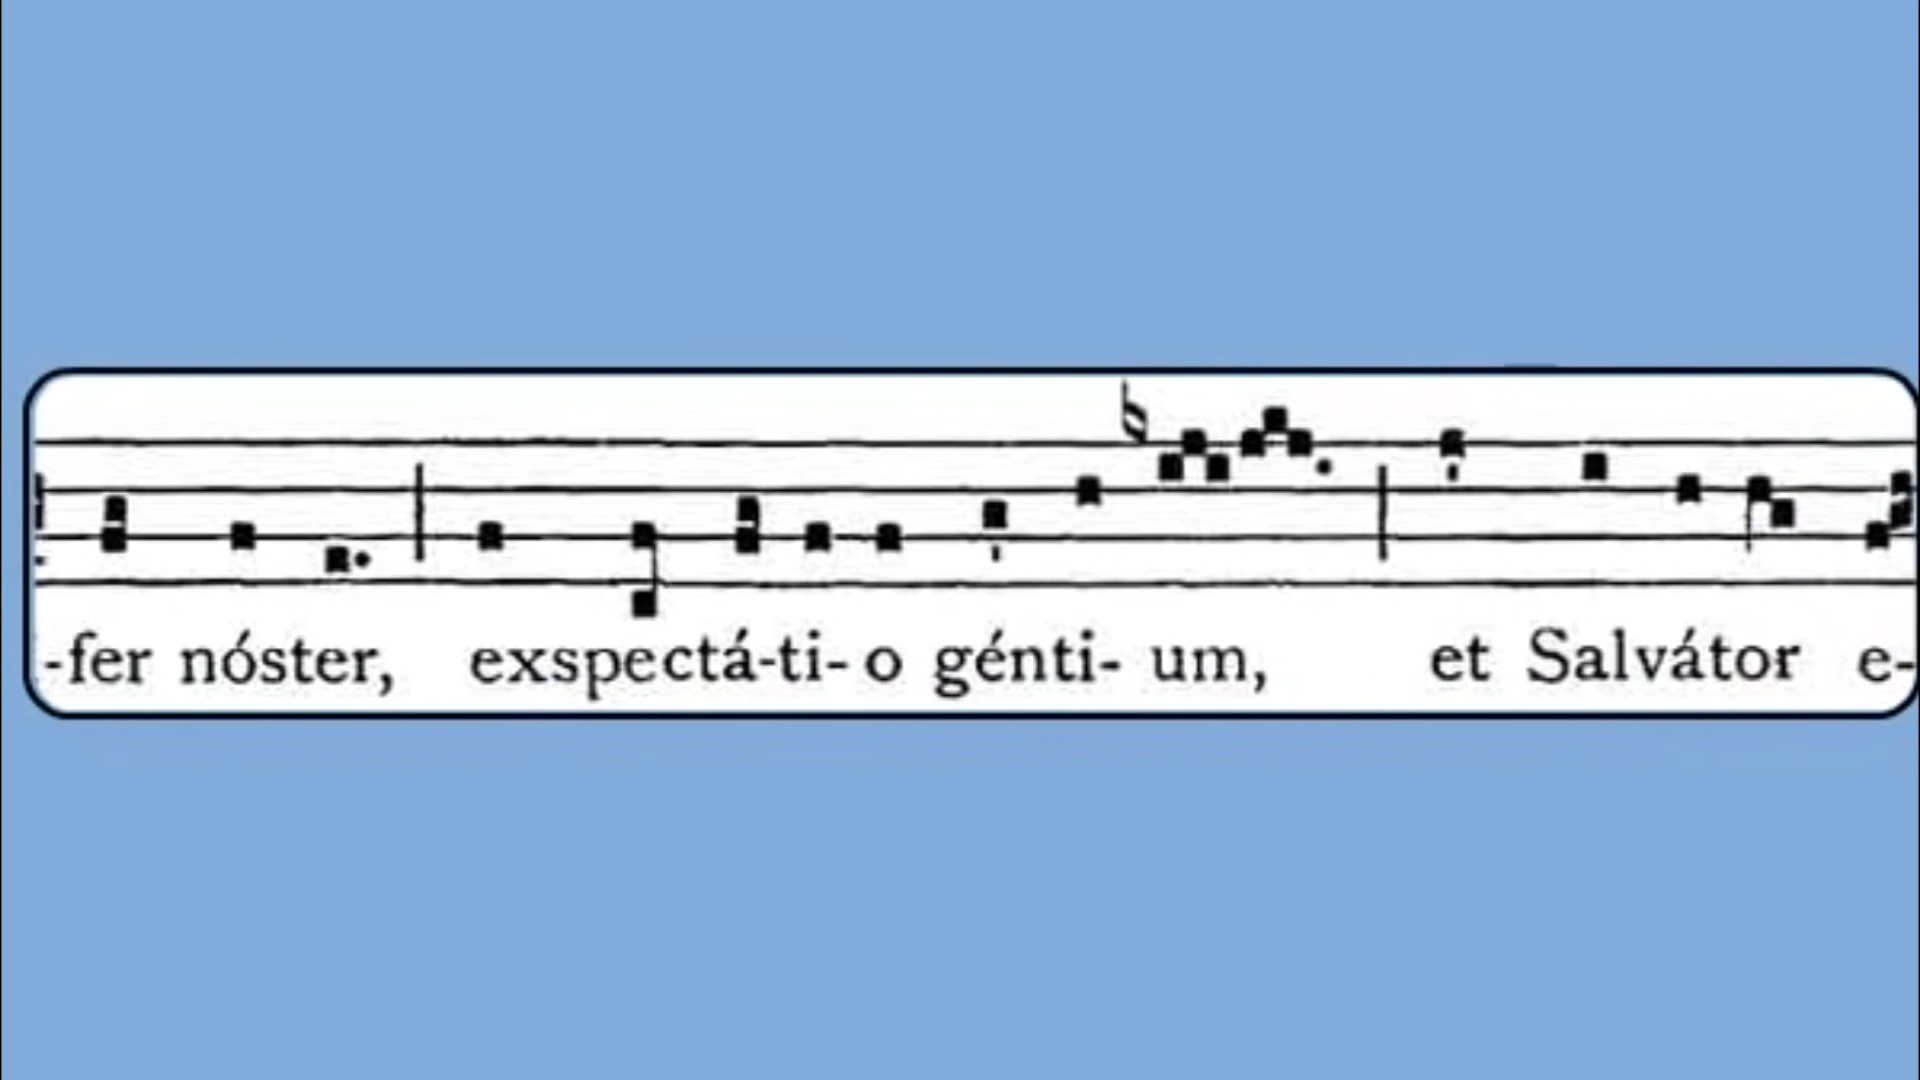 -fer nóster, exspectá-ti-o génti-um, et Salvátor e-